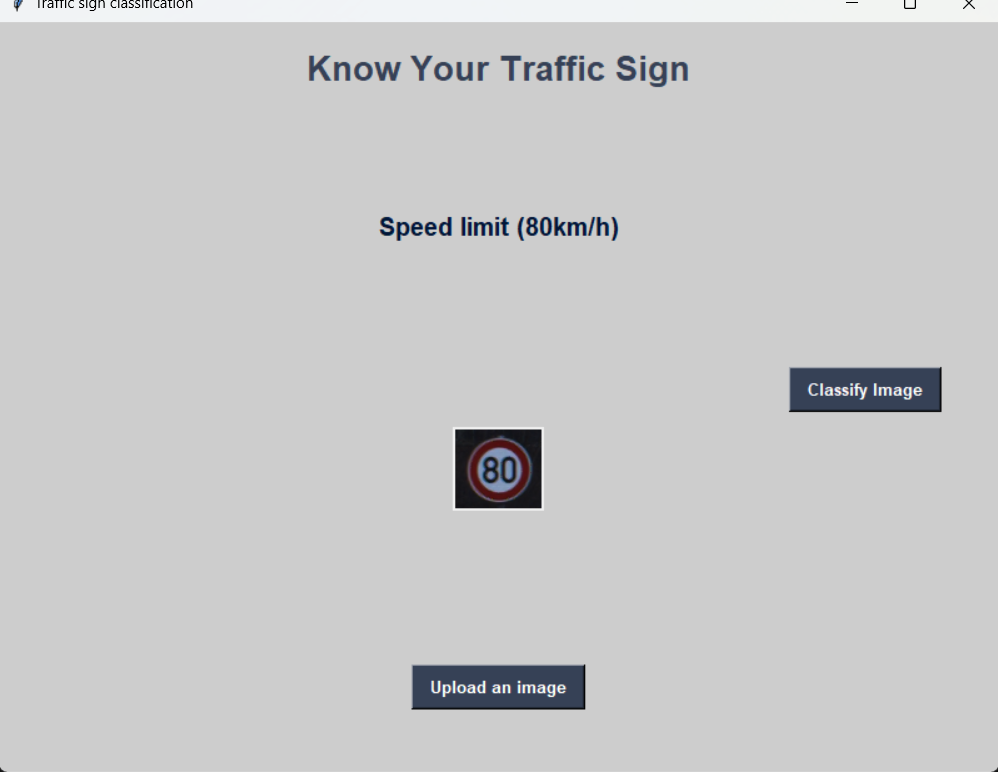 Traffic sign classification
Know Your Traffic Sign
Speed limit (80km/h)
Classify Image
80
Upload an image